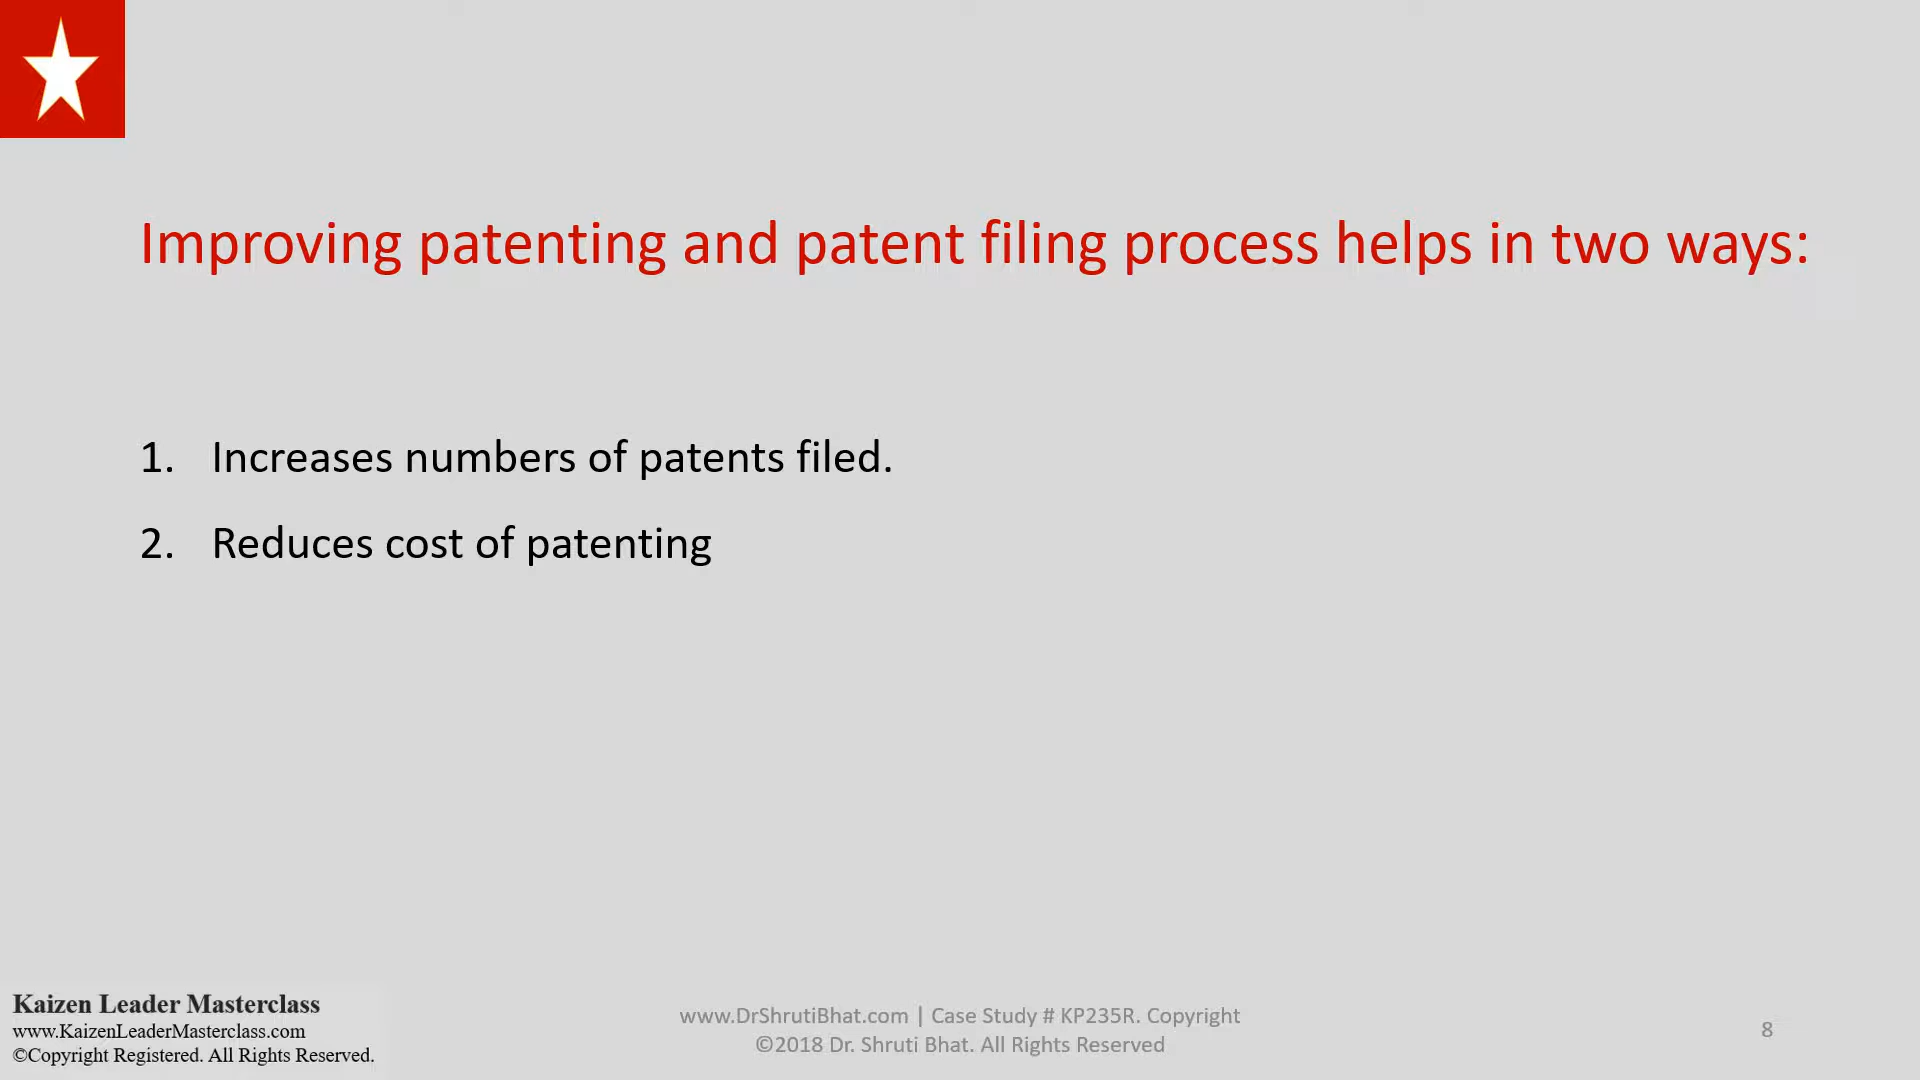 Improving patenting and patent filing process helps in two ways:
1. Increases numbers of patents filed.
2. Reduces cost of patenting
Kaizen Leader Masterclass
www.KaizenLeaderMasterclass.com
©Copyright Registered. All Rights Reserved.
www.DrShrutiBhat.com | Case Study # KP235R. Copyright
©2018 Dr. Shruti Bhat. All Rights Reserved
8